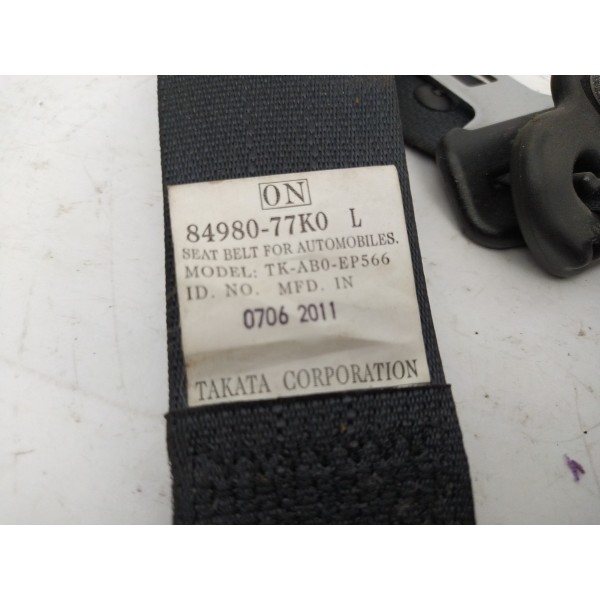 ON
84980-77K0 L
SEAT BELT FOR AUTOMOBILES.
MODEL: TK-AB0-EP566
ID. NO. MFD. IN
0706 2011
TAKATA CORPORATION